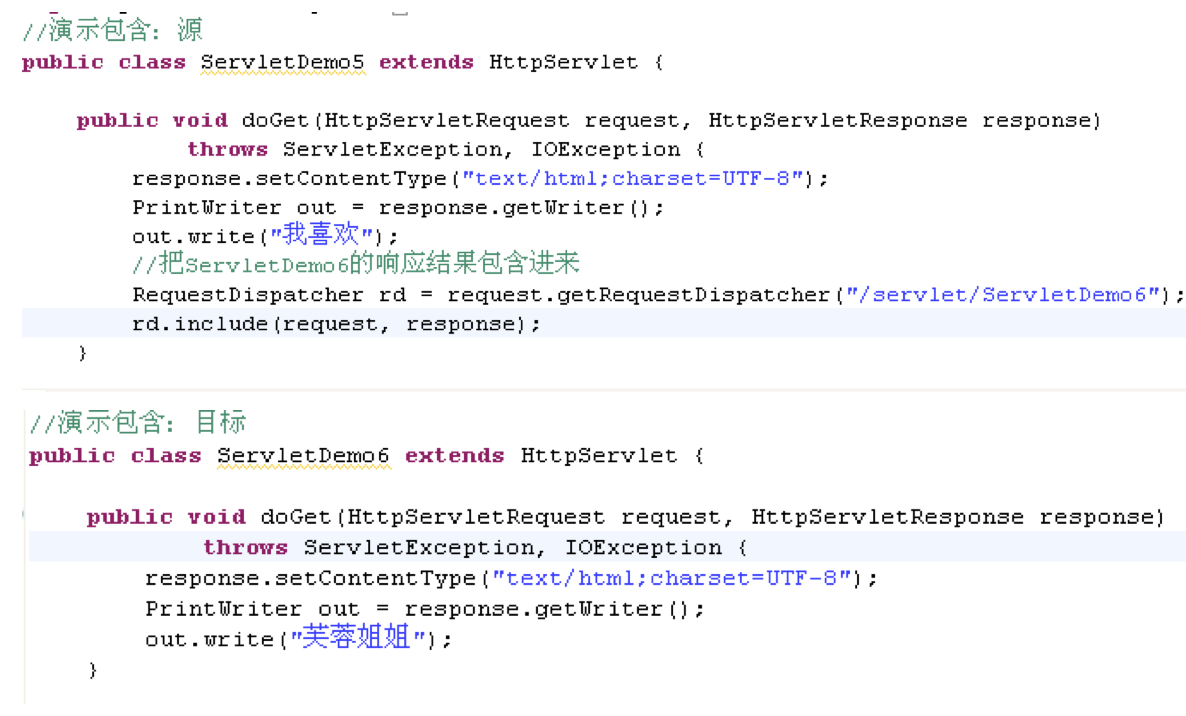 //演示包含：源
public class ServletDemo5 extends HttpServlet {
public void doGet(HttpServletRequest request, HttpServletResponse response)
throws ServletException, IOException {
response.setContentType("text/html;charset=UTF-8");
PrintWriter out = response.getWriter();
out.write("我喜欢");
//把ServletDemo6的响应结果包含进来
RequestDispatcher rd = request.getRequestDispatcher("/servlet/ServletDemo6");
rd.include(request, response);
}
//演示包含：目标
public class ServletDemo6 extends HttpServlet {
public void doGet(HttpServletRequest request, HttpServletResponse response)
throws ServletException, IOException {
response.setContentType("text/html;charset=UTF-8");
PrintWriter out = response.getWriter();
out.write("芙蓉姐姐");
}